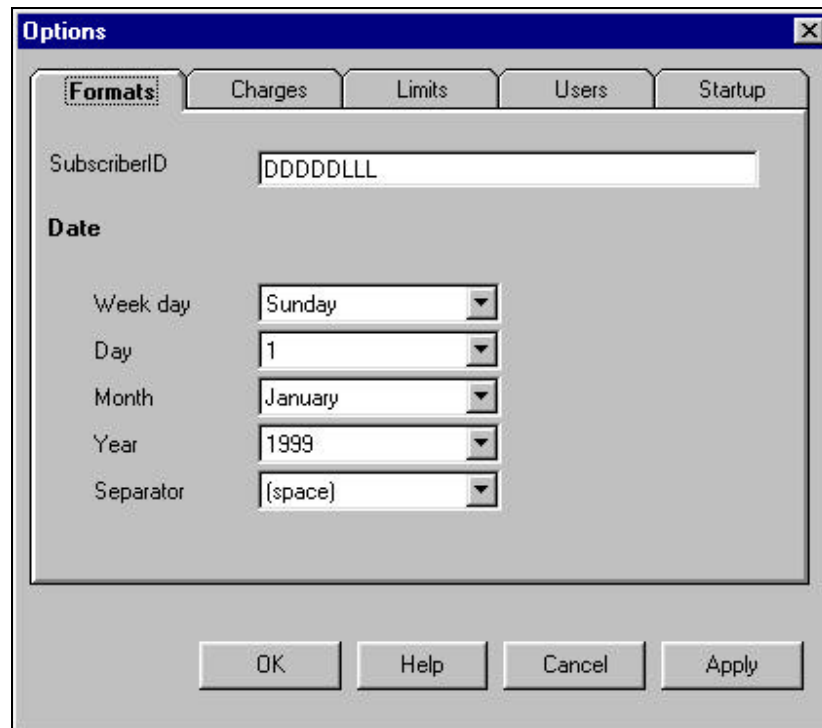 Options
Formats Charges Limits Users Startup
SubscriberID DDDDDLLL
Date
Week day Sunday
Day 1
Month January
Year 1999
Separator (space)
OK Help Cancel Apply